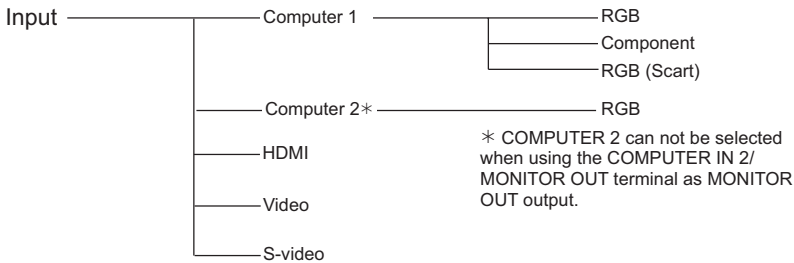 Input
Computer 1
RGB
Component
RGB (Scart)
Computer 2✳
RGB
✳ COMPUTER 2 can not be selected
when using the COMPUTER IN 2/
MONITOR OUT terminal as MONITOR
OUT output.
HDMI
Video
S-video